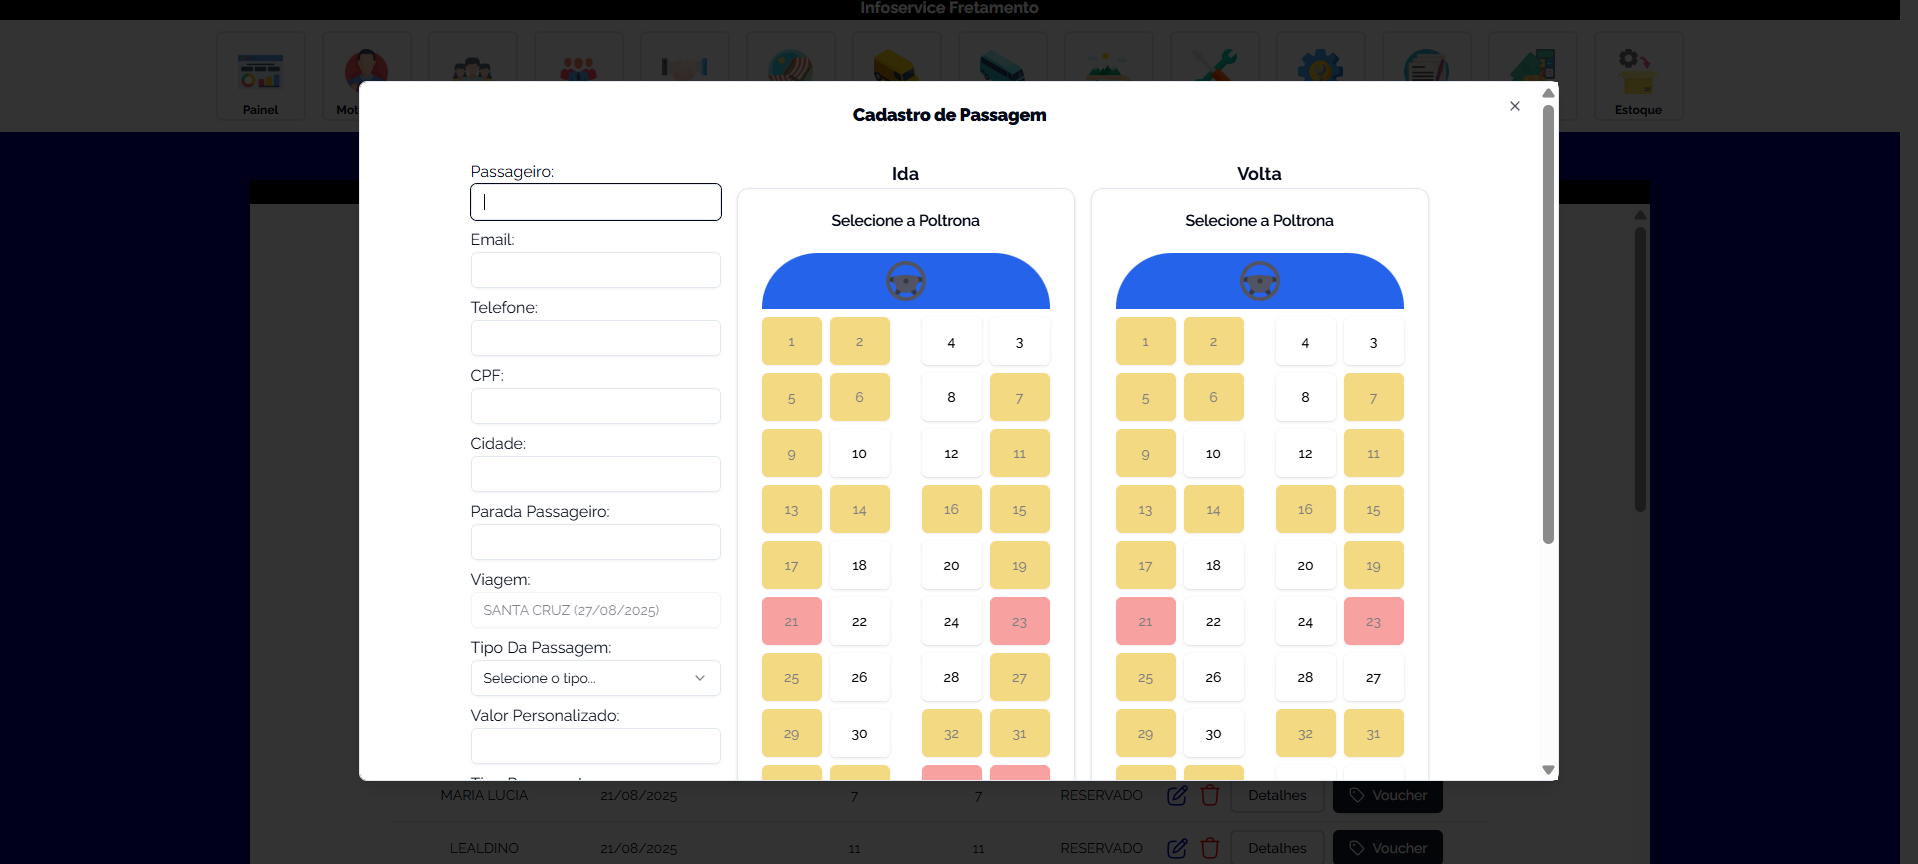 Infoservice Fretamento
Painel
Mot
Estoque
Cadastro de Passagem
Passageiro:
Email:
Telefone:
CPF:
Cidade:
Parada Passageiro:
Viagem:
SANTA CRUZ (27/08/2025)
Tipo Da Passagem:
Selecione o tipo...
Valor Personalizado:
Ida
Selecione a Poltrona
1 2 4 3
5 6 8 7
9 10 12 11
13 14 16 15
17 18 20 19
21 22 24 23
25 26 28 27
29 30 32 31
Volta
Selecione a Poltrona
1 2 4 3
5 6 8 7
9 10 12 11
13 14 16 15
17 18 20 19
21 22 24 23
25 26 28 27
29 30 32 31
MARIA LUCIA 21/08/2025 7 7 RESERVADO Detalhes Voucher
LEALDINO 21/08/2025 11 11 RESERVADO Detalhes Voucher